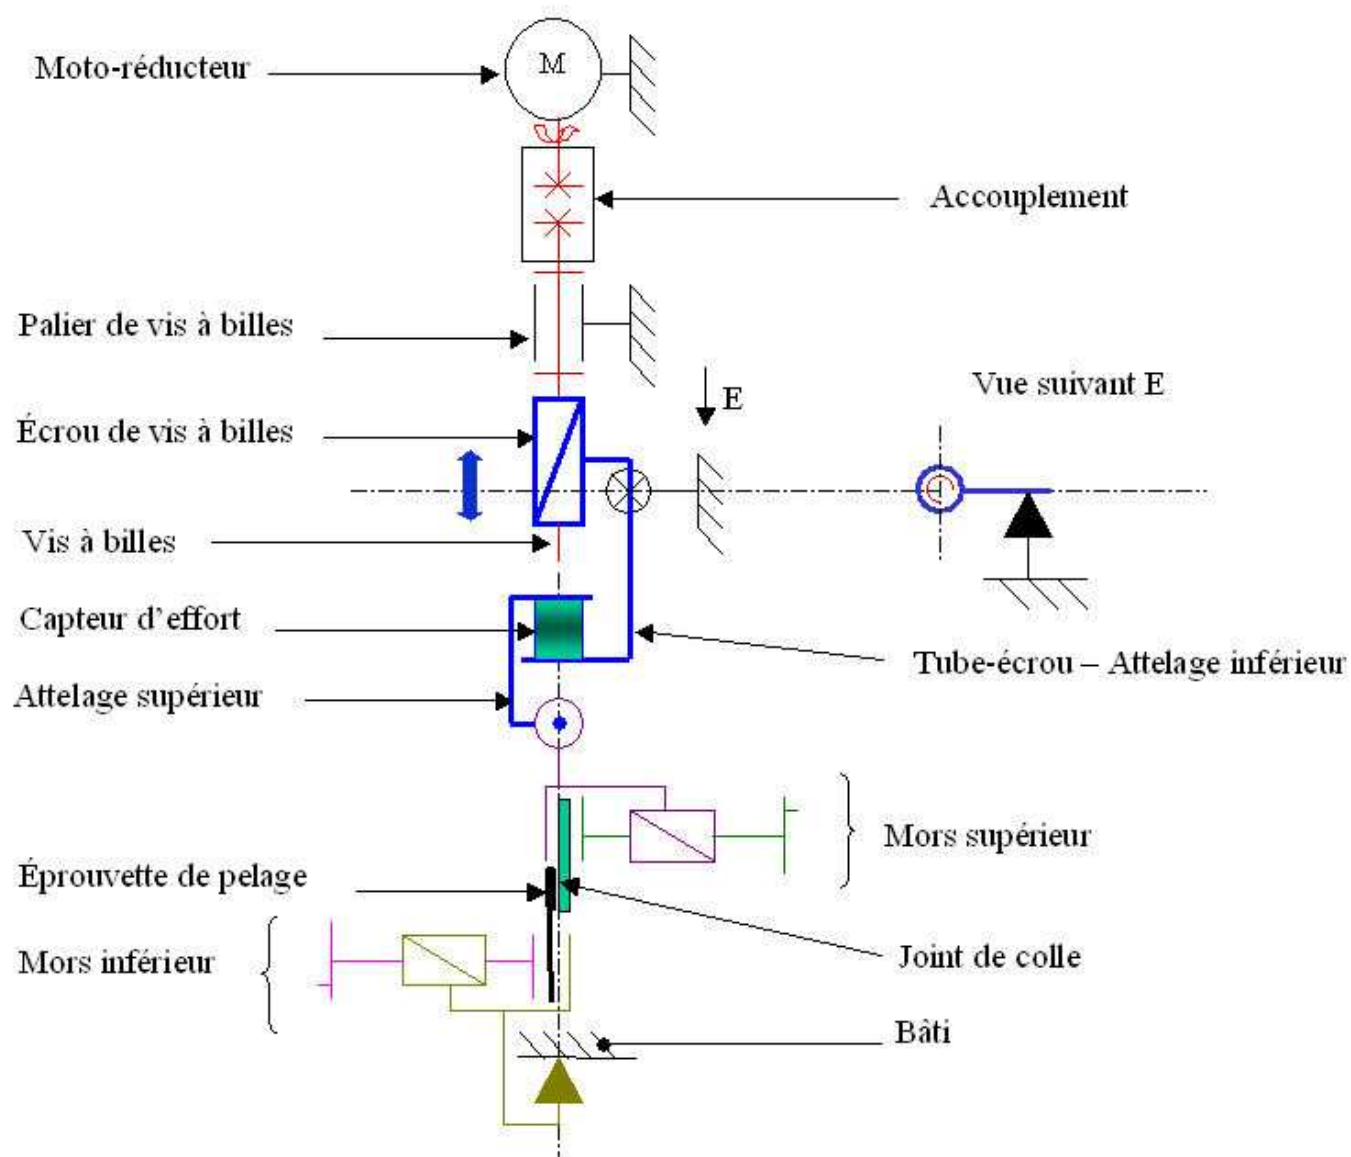 M
Moto-réducteur
Accouplement
Palier de vis à billes
E
Vue suivant E
Écrou de vis à billes
Vis à billes
Capteur d'effort
Tube-écrou – Attelage inférieur
Attelage supérieur
Mors supérieur
Éprouvette de pelage
Joint de colle
Mors inférieur
Bâti